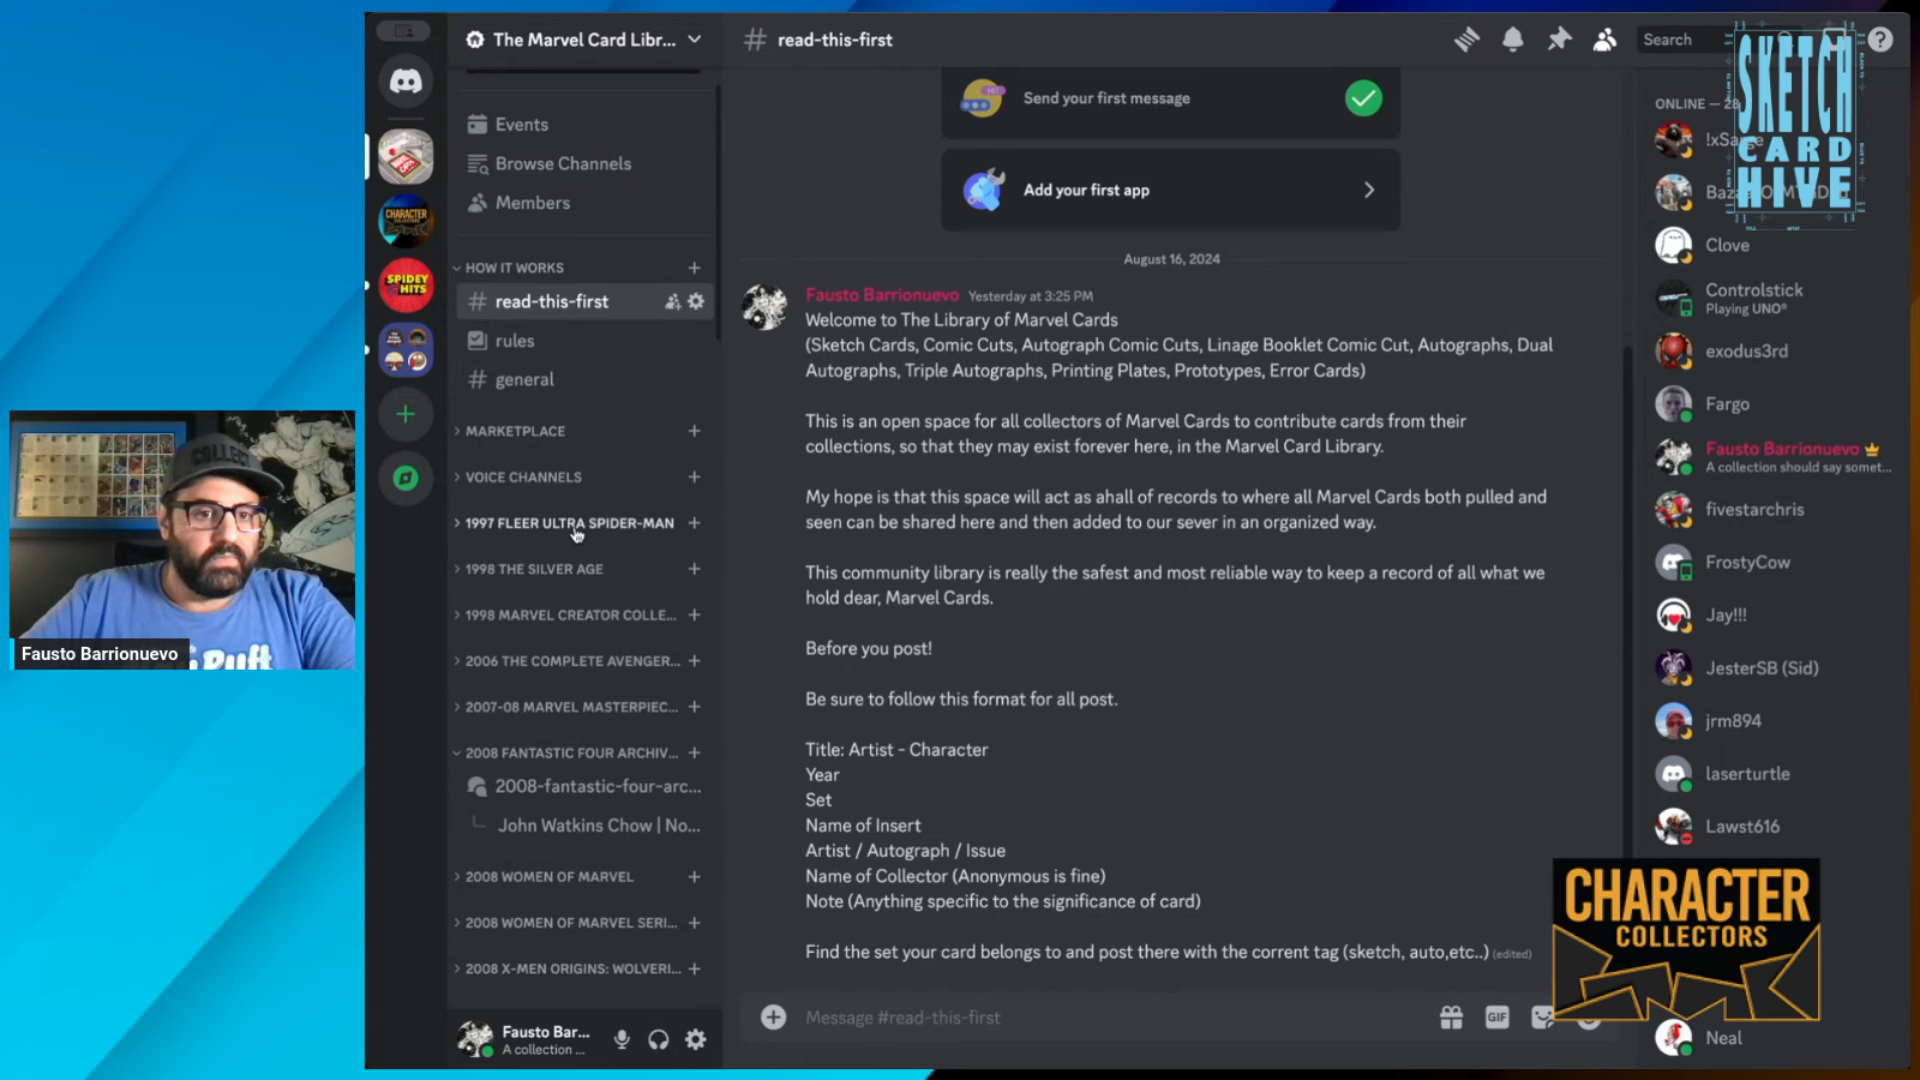 The Marvel Card Libr...
Events
Browse Channels
Members
HOW IT WORKS
read-this-first
rules
general
MARKETPLACE
VOICE CHANNELS
1997 FLEER ULTRA SPIDER-MAN
1998 THE SILVER AGE
1998 MARVEL CREATOR COLLE...
2006 THE COMPLETE AVENGER...
2007-08 MARVEL MASTERPIEC...
2008 FANTASTIC FOUR ARCHIV...
2008-fantastic-four-arc...
John Watkins Chow | No...
2008 WOMEN OF MARVEL
2008 WOMEN OF MARVEL SERI...
2008 X-MEN ORIGINS: WOLVERI...
Fausto Bar...
A collection ...
CHARACTER
COLLECTORS
SPIDEY
HITS
COLLECT
Fausto Barrionuevo
read-this-first
Search
Send your first message
Add your first app
August 16, 2024
Fausto Barrionuevo Yesterday at 3:25 PM
Welcome to The Library of Marvel Cards
(Sketch Cards, Comic Cuts, Autograph Comic Cuts, Linage Booklet Comic Cut, Autographs, Dual
Autographs, Triple Autographs, Printing Plates, Prototypes, Error Cards)
This is an open space for all collectors of Marvel Cards to contribute cards from their
collections, so that they may exist forever here, in the Marvel Card Library.
My hope is that this space will act as ahall of records to where all Marvel Cards both pulled and
seen can be shared here and then added to our sever in an organized way.
This community library is really the safest and most reliable way to keep a record of all what we
hold dear, Marvel Cards.
Before you post!
Be sure to follow this format for all post.
Title: Artist - Character
Year
Set
Name of Insert
Artist / Autograph / Issue
Name of Collector (Anonymous is fine)
Note (Anything specific to the significance of card)
Find the set your card belongs to and post there with the corrent tag (sketch, auto,etc..) (edited)
Message #read-this-first
GIF
ONLINE — 28
Clove
Controlstick
Playing UNO®
exodus3rd
Fargo
Fausto Barrionuevo
A collection should say somet...
fivestarchris
FrostyCow
Jay!!!
JesterSB (Sid)
jrm894
laserturtle
Lawst616
Neal
SKETCH
CARD
HIVE
CHARACTER
COLLECTORS